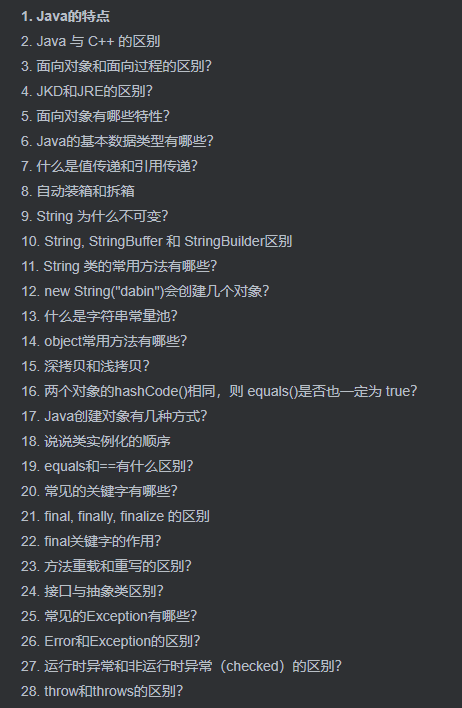 1. Java的特点
2. Java 与 C++ 的区别
3. 面向对象和面向过程的区别?
4. JKD和JRE的区别?
5. 面向对象有哪些特性?
6. Java的基本数据类型有哪些?
7. 什么是值传递和引用传递?
8. 自动装箱和拆箱
9. String 为什么不可变?
10. String, StringBuffer 和 StringBuilder区别
11. String 类的常用方法有哪些?
12. new String("dabin")会创建几个对象?
13. 什么是字符串常量池?
14. object常用方法有哪些?
15. 深拷贝和浅拷贝?
16. 两个对象的hashCode()相同，则 equals()是否也一定为 true?
17. Java创建对象有几种方式?
18. 说说类实例化的顺序
19. equals和==有什么区别?
20. 常见的关键字有哪些?
21. final, finally, finalize 的区别
22. final关键字的作用?
23. 方法重载和重写的区别?
24. 接口与抽象类区别?
25. 常见的Exception有哪些?
26. Error和Exception的区别?
27. 运行时异常和非运行时异常（checked）的区别?
28. throw和throws的区别?